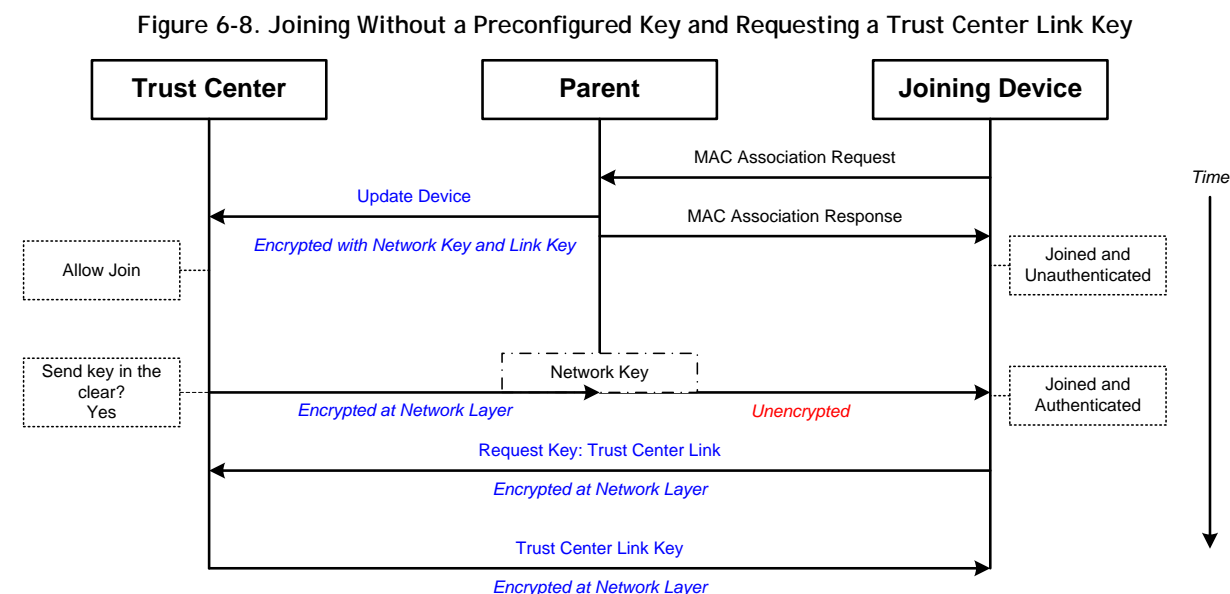 Figure 6-8. Joining Without a Preconfigured Key and Requesting a Trust Center Link Key
Trust Center
Parent
Joining Device
MAC Association Request
Time
Update Device
MAC Association Response
Encrypted with Network Key and Link Key
Allow Join
Joined and
Unauthenticated
Send key in the
clear?
Yes
Network Key
Joined and
Authenticated
Encrypted at Network Layer
Unencrypted
Request Key: Trust Center Link
Encrypted at Network Layer
Trust Center Link Key
Encrypted at Network Layer